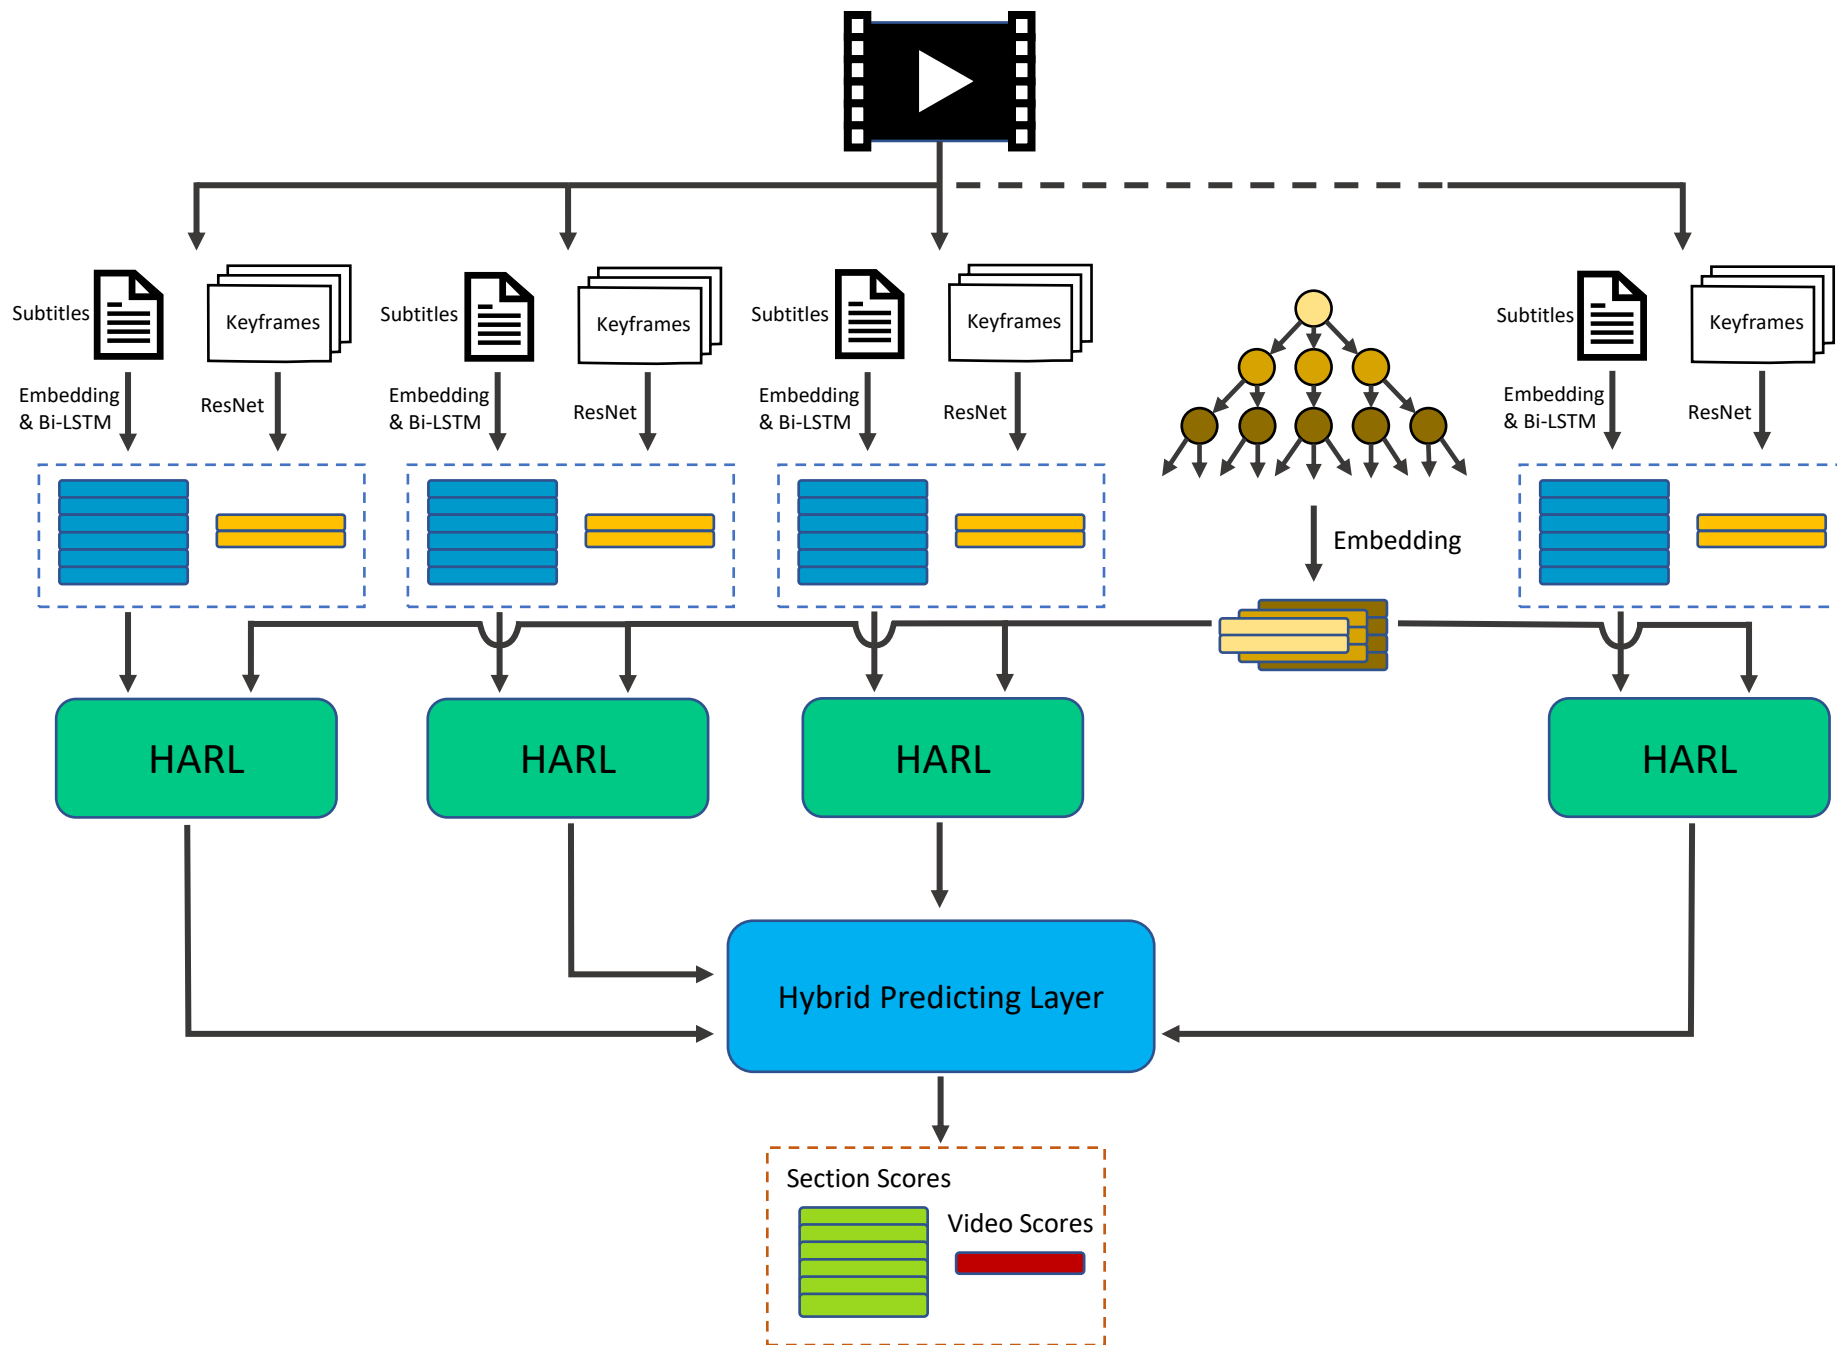 Subtitles
Keyframes
Subtitles
Keyframes
Subtitles
Keyframes
Subtitles
Keyframes
Embedding
& Bi-LSTM
ResNet
Embedding
& Bi-LSTM
ResNet
Embedding
& Bi-LSTM
ResNet
Embedding
& Bi-LSTM
ResNet
Embedding
HARL
HARL
HARL
HARL
Hybrid Predicting Layer
Section Scores
Video Scores